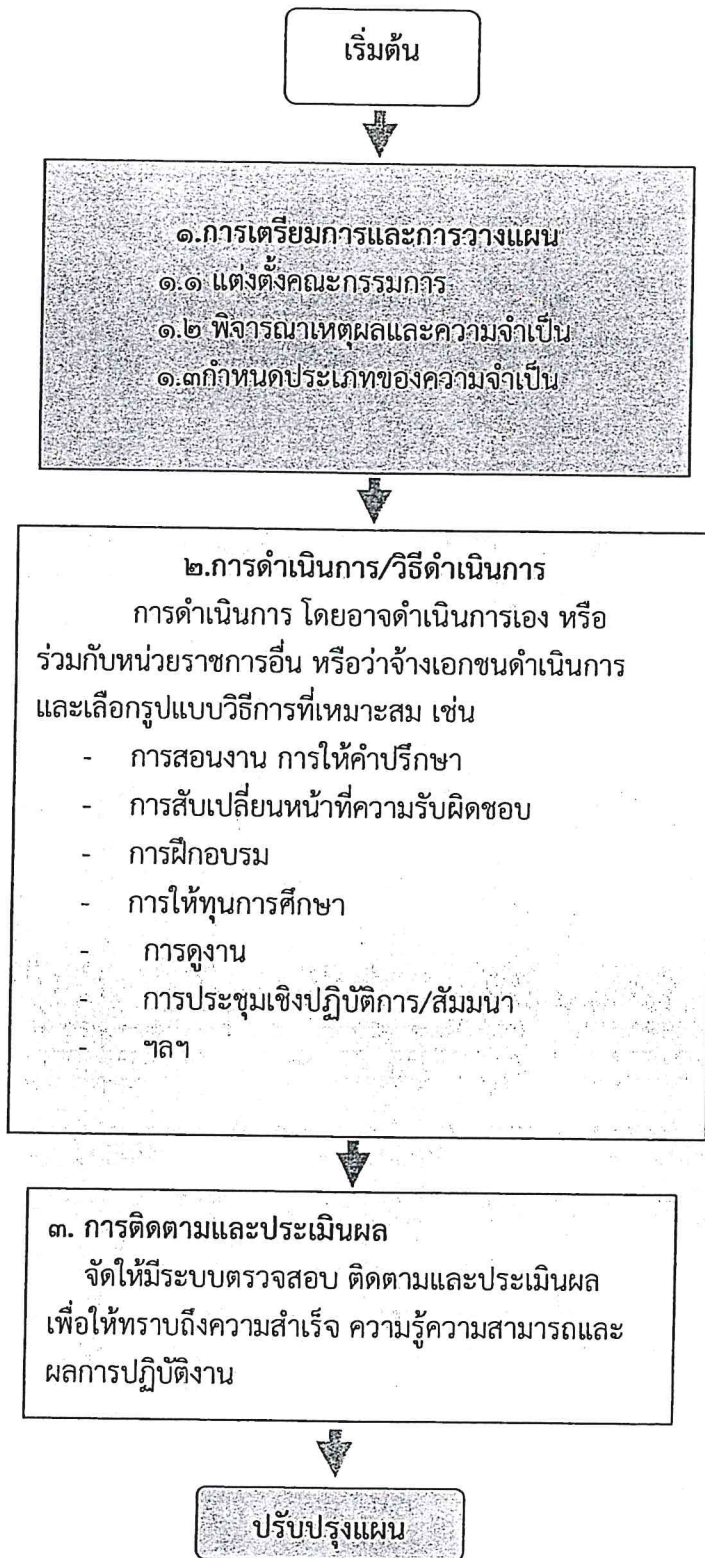 เริ่มต้น
๑.การเตรียมการและการวางแผน
๑.๑ แต่งตั้งคณะกรรมการ
๑.๒ พิจารณาเหตุผลและความจำเป็น
๑.๓กำหนดประเภทของความจำเป็น
๒.การดำเนินการ/วิธีดำเนินการ
การดำเนินการ โดยอาจดำเนินการเอง หรือ
ร่วมกับหน่วยราชการอื่น หรือว่าจ้างเอกชนดำเนินการ
และเลือกรูปแบบวิธีการที่เหมาะสม เช่น
- การสอนงาน การให้คำปรึกษา
- การสับเปลี่ยนหน้าที่ความรับผิดชอบ
- การฝึกอบรม
- การให้ทุนการศึกษา
- การดูงาน
- การประชุมเชิงปฏิบัติการ/สัมมนา
- ฯลฯ
๓. การติดตามและประเมินผล
จัดให้มีระบบตรวจสอบ ติดตามและประเมินผล
เพื่อให้ทราบถึงความสำเร็จ ความรู้ความสามารถและ
ผลการปฏิบัติงาน
ปรับปรุงแผน